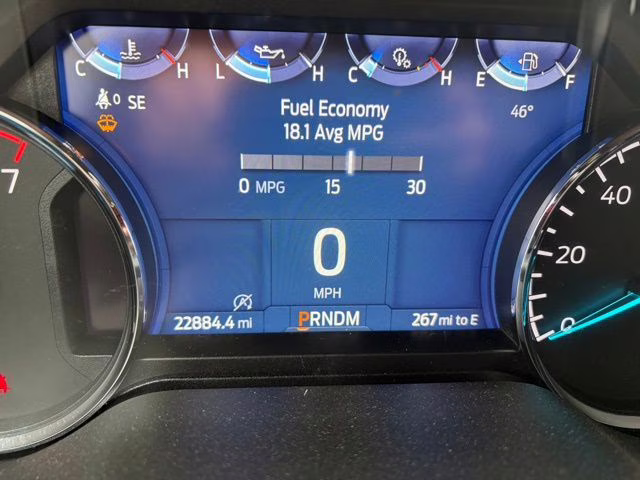 C H L H C H E F
0 SE
46°
Fuel Economy
18.1 Avg MPG
0 MPG 15 30
7
40
20
0
0
MPH
22884.4 mi PRNDM 267 mi to E